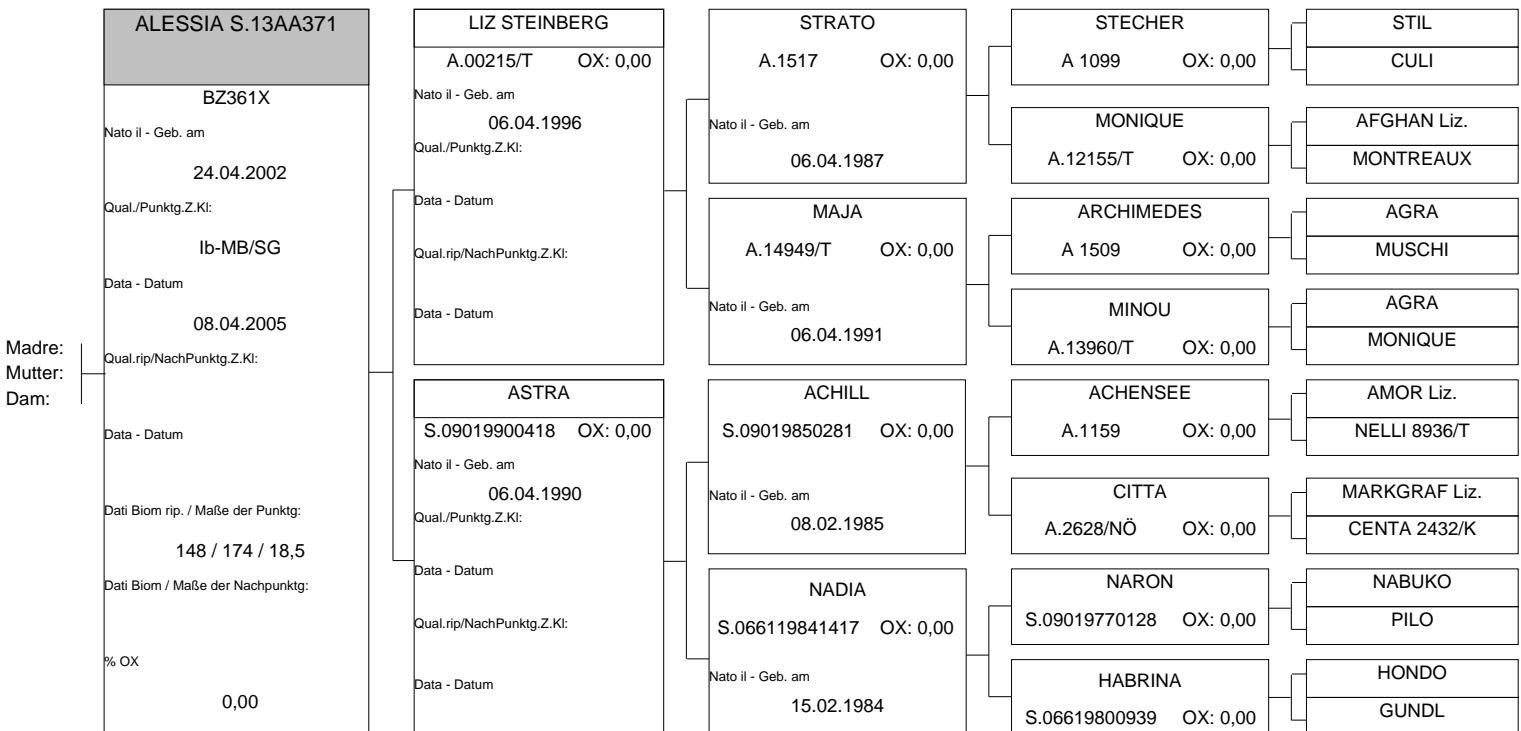 Madre:
Mutter:
Dam:
ALESSIA S.13AA371
BZ361X
Nato il - Geb. am
24.04.2002
Qual./Punktg.Z.Kl:
Ib-MB/SG
Data - Datum
08.04.2005
Qual.rip/NachPunktg.Z.Kl:
Data - Datum
Dati Biom rip. / Maße der Punktg:
148 / 174 / 18,5
Dati Biom / Maße der Nachpunktg:
% OX
0,00
LIZ STEINBERG
A.00215/T OX: 0,00
Nato il - Geb. am
06.04.1996
Qual./Punktg.Z.Kl:
Data - Datum
Qual.rip/NachPunktg.Z.Kl:
Data - Datum
ASTRA
S.09019900418 OX: 0,00
Nato il - Geb. am
06.04.1990
Qual./Punktg.Z.Kl:
Data - Datum
Qual.rip/NachPunktg.Z.Kl:
Data - Datum
STRATO
A.1517 OX: 0,00
Nato il - Geb. am
06.04.1987
MAJA
A.14949/T OX: 0,00
Nato il - Geb. am
06.04.1991
ACHILL
S.09019850281 OX: 0,00
Nato il - Geb. am
08.02.1985
NADIA
S.066119841417 OX: 0,00
Nato il - Geb. am
15.02.1984
STECHER
A 1099 OX: 0,00
MONIQUE
A.12155/T OX: 0,00
ARCHIMEDES
A 1509 OX: 0,00
MINOU
A.13960/T OX: 0,00
ACHENSEE
A.1159 OX: 0,00
CITTA
A.2628/NÖ OX: 0,00
NARON
S.09019770128 OX: 0,00
HABRINA
S.06619800939 OX: 0,00
STIL
CULI
AFGHAN Liz.
MONTREAUX
AGRA
MUSCHI
AGRA
MONIQUE
AMOR Liz.
NELLI 8936/T
MARKGRAF Liz.
CENTA 2432/K
NABUKO
PILO
HONDO
GUNDL